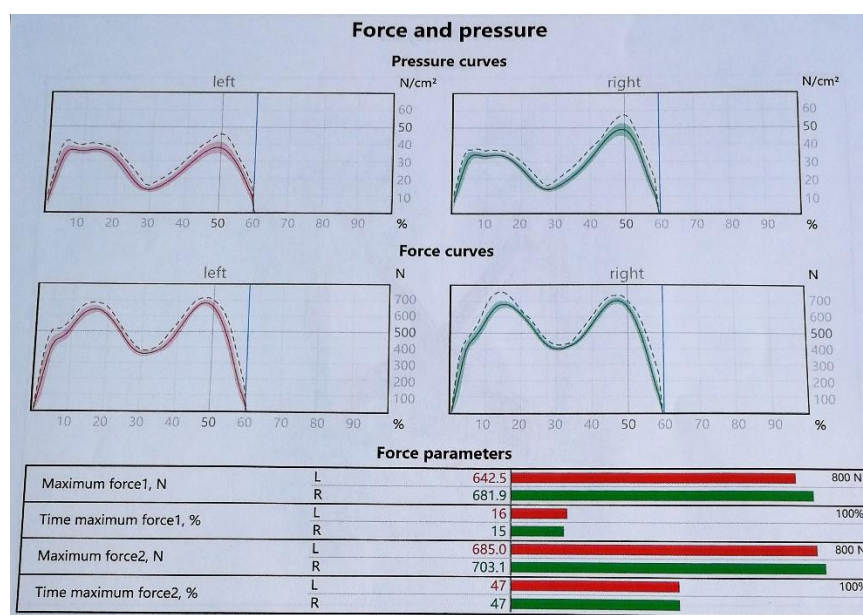 Force and pressure
Pressure curves
left N/cm² right N/cm²
60 60
50 50
40 40
30 30
20 20
10 10
10 20 30 40 50 60 70 80 90 % 10 20 30 40 50 60 70 80 90 %
Force curves
left N right N
700 700
600 600
500 500
400 400
300 300
200 200
100 100
10 20 30 40 50 60 70 80 90 % 10 20 30 40 50 60 70 80 90 %
Force parameters
Maximum force1, N L 642.5 800 N
R 681.9
Time maximum force1, % L 16 100%
R 15
Maximum force2, N L 685.0 800 N
R 703.1
Time maximum force2, % L 47 100%
R 47